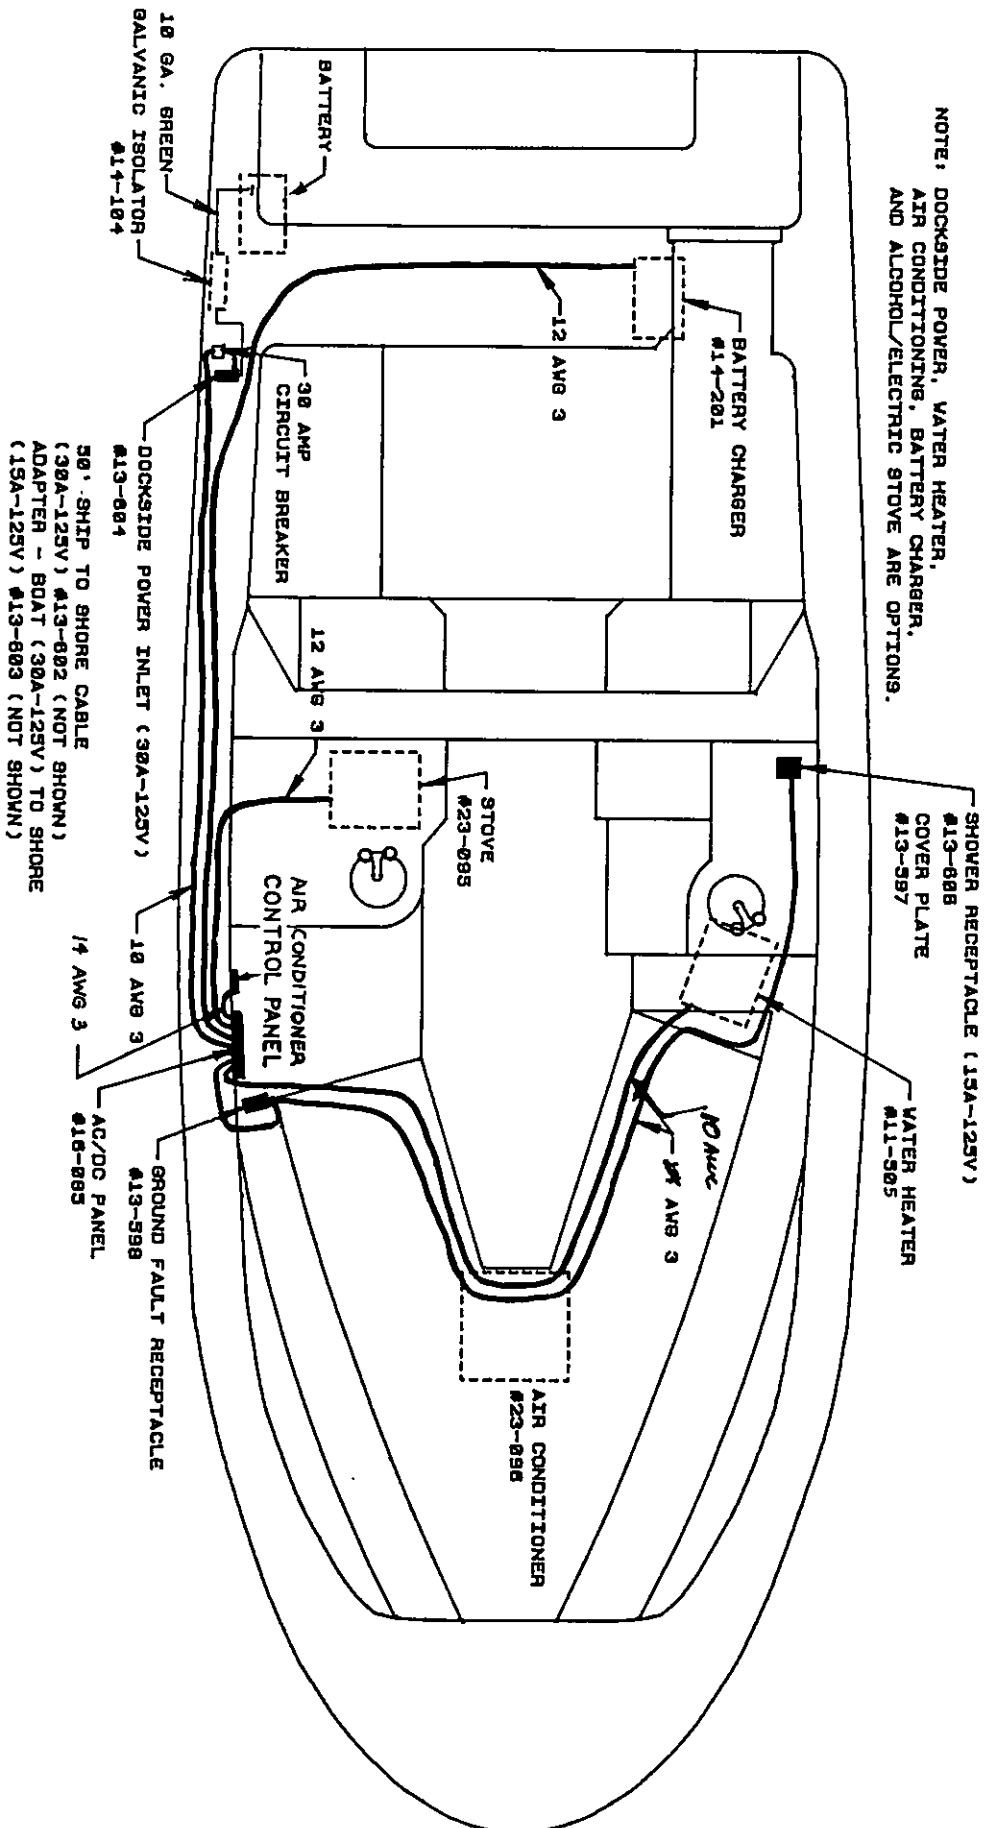 NOTE: DOCKSIDE POWER, WATER HEATER,
AIR CONDITIONING, BATTERY CHARGER,
AND ALCOHOL/ELECTRIC STOVE ARE OPTIONS.
SHOWER RECEPTACLE (15A-125V)
#13-606
COVER PLATE
#13-597
WATER HEATER
#11-505
BATTERY CHARGER
#14-201
12 AWG 3
BATTERY
10 GA. GREEN
GALVANIC ISOLATOR
#14-104
30 AMP
CIRCUIT BREAKER
STOVE
#23-095
12 AWG 3
10 AWG
AWG 3
AIR CONDITIONER
#23-096
AIR CONDITIONER
CONTROL PANEL
DOCKSIDE POWER INLET (30A-125V)
#13-604
50' SHIP TO SHORE CABLE
(30A-125V) #13-602 (NOT SHOWN)
ADAPTER - BOAT (30A-125V) TO SHORE
(15A-125V) #13-603 (NOT SHOWN)
10 AWG 3
14 AWG 3
AC/DC PANEL
#16-085
GROUND FAULT RECEPTACLE
#13-598